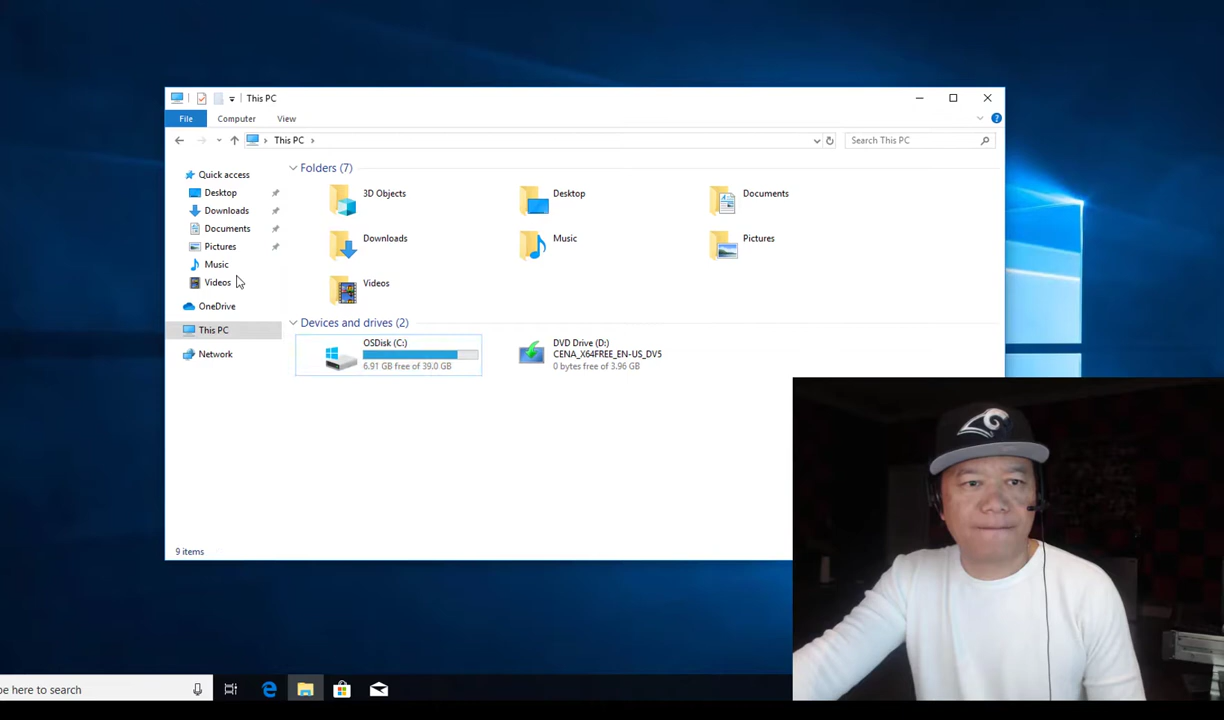 This PC
File
Computer
View
This PC
Search This PC
Quick access
Desktop
Downloads
Documents
Pictures
Music
Videos
OneDrive
This PC
Network
Folders (7)
3D Objects
Desktop
Documents
Downloads
Music
Pictures
Videos
Devices and drives (2)
OSDisk (C:)
6.91 GB free of 39.0 GB
DVD Drive (D:)
CENA_X64FREE_EN-US_DV5
0 bytes free of 3.96 GB
9 items
pe here to search